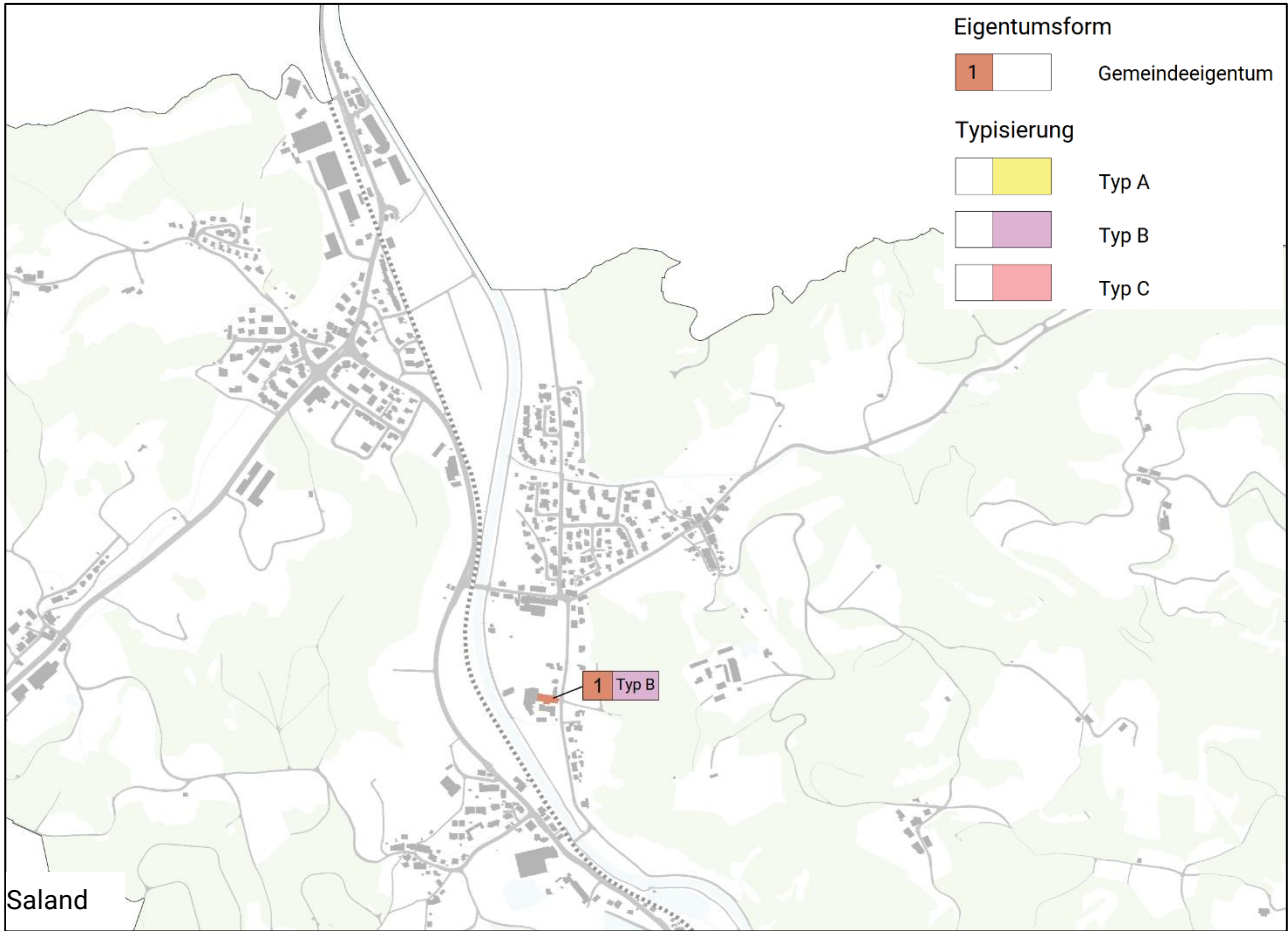 Eigentumsform
1 Gemeindeeigentum
Typisierung
Typ A
Typ B
Typ C
1 Typ B
Saland